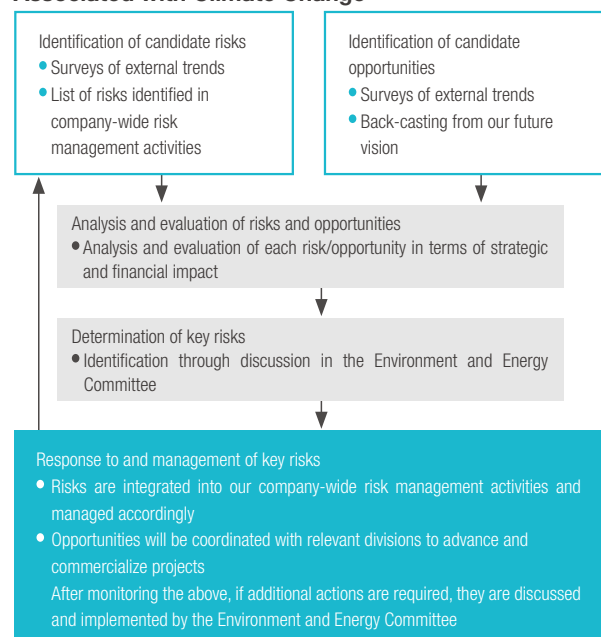 Associated with Climate Change
Identification of candidate risks
• Surveys of external trends
• List of risks identified in
company-wide risk
management activities
Identification of candidate
opportunities
• Surveys of external trends
• Back-casting from our future
vision
Analysis and evaluation of risks and opportunities
• Analysis and evaluation of each risk/opportunity in terms of strategic
and financial impact
Determination of key risks
• Identification through discussion in the Environment and Energy
Committee
Response to and management of key risks
• Risks are integrated into our company-wide risk management activities and
managed accordingly
• Opportunities will be coordinated with relevant divisions to advance and
commercialize projects
After monitoring the above, if additional actions are required, they are discussed
and implemented by the Environment and Energy Committee